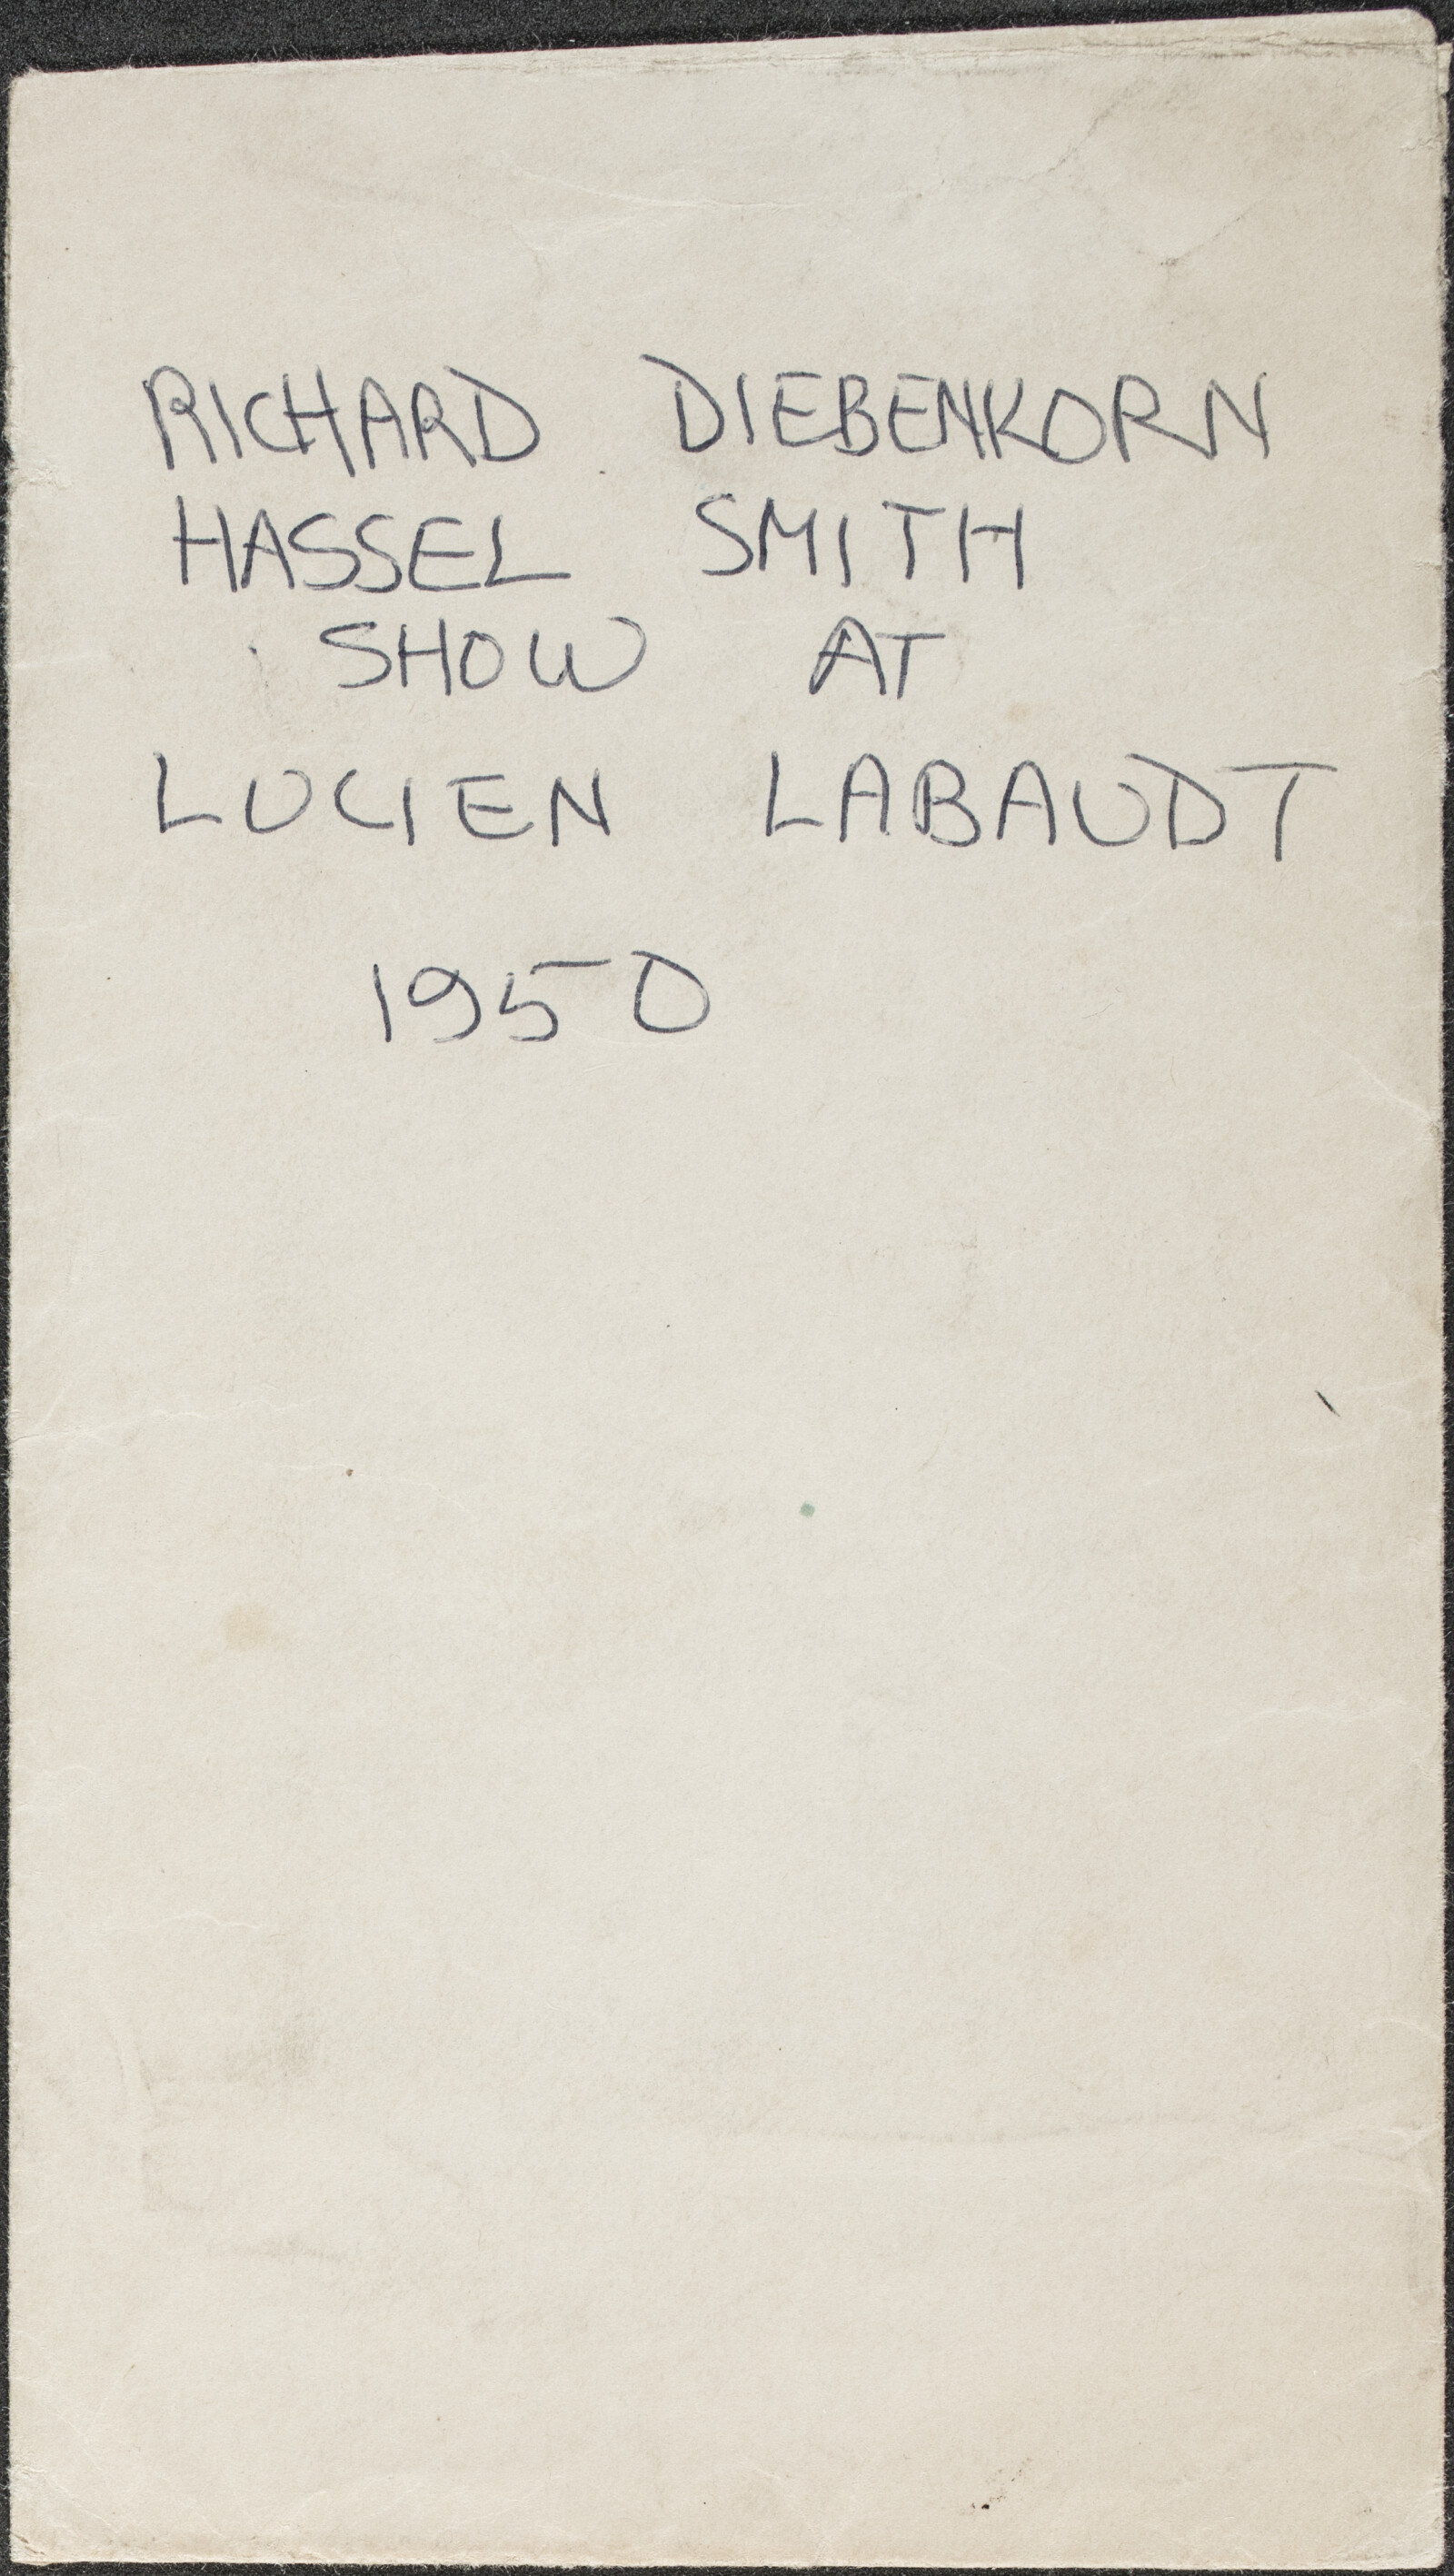 RICHARD DIEBENKORN
HASSEL SMITH
SHOW AT
LUCIEN LABAUDT
1950